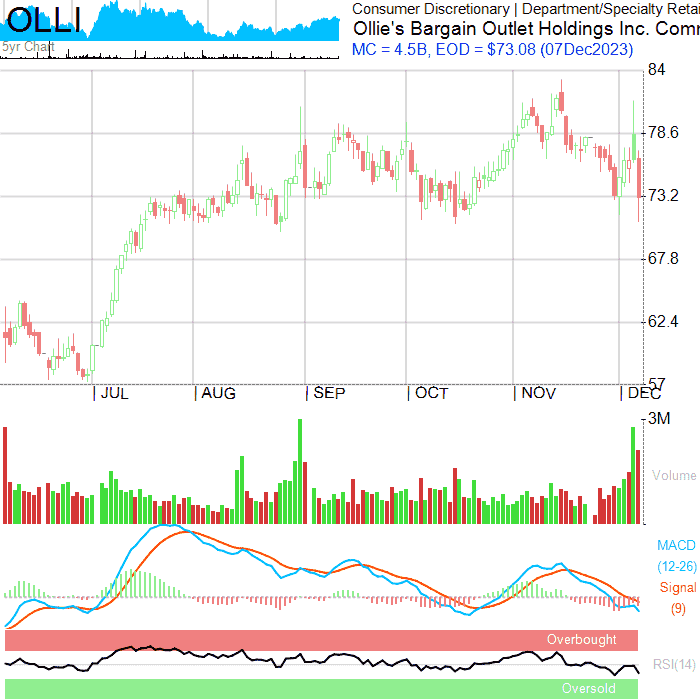 OLLI
5yr Chart
Consumer Discretionary | Department/Specialty Retai
Ollie's Bargain Outlet Holdings Inc. Comm
MC = 4.5B, EOD = $73.08 (07Dec2023)
84
78.6
73.2
67.8
62.4
57
| JUL | AUG | SEP | OCT | NOV | DEC
3M
Volume
MACD
(12-26)
Signal
(9)
Overbought
RSI(14)
Oversold